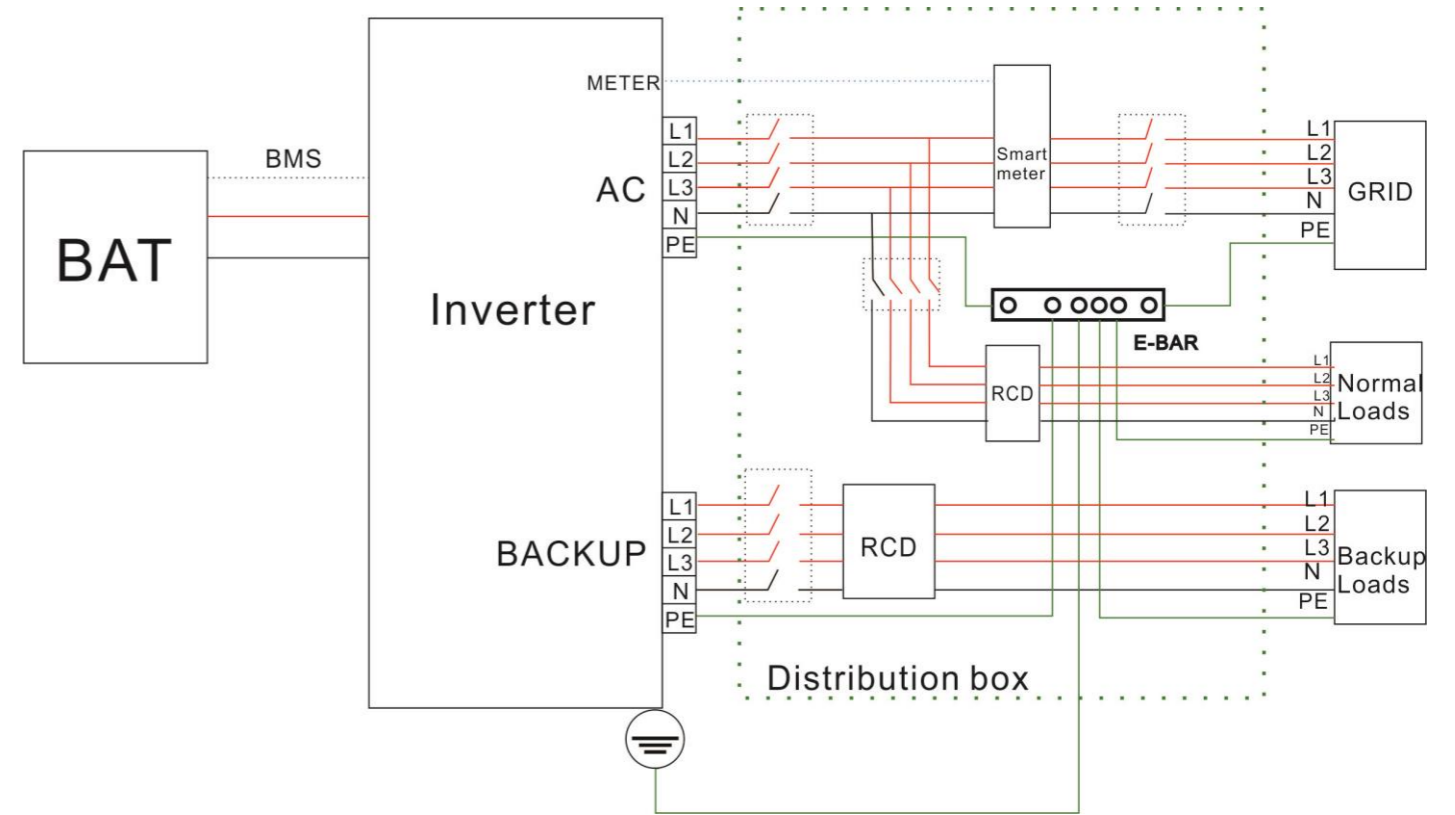 METER
L1
L2
L3
N
PE
AC
BMS
BAT
Inverter
Smart
meter
L1
L2
L3
N
PE
GRID
E-BAR
RCD
L1
L2
L3
N
PE
Normal
Loads
BACKUP
L1
L2
L3
N
PE
RCD
L1
L2
L3
N
PE
Backup
Loads
Distribution box